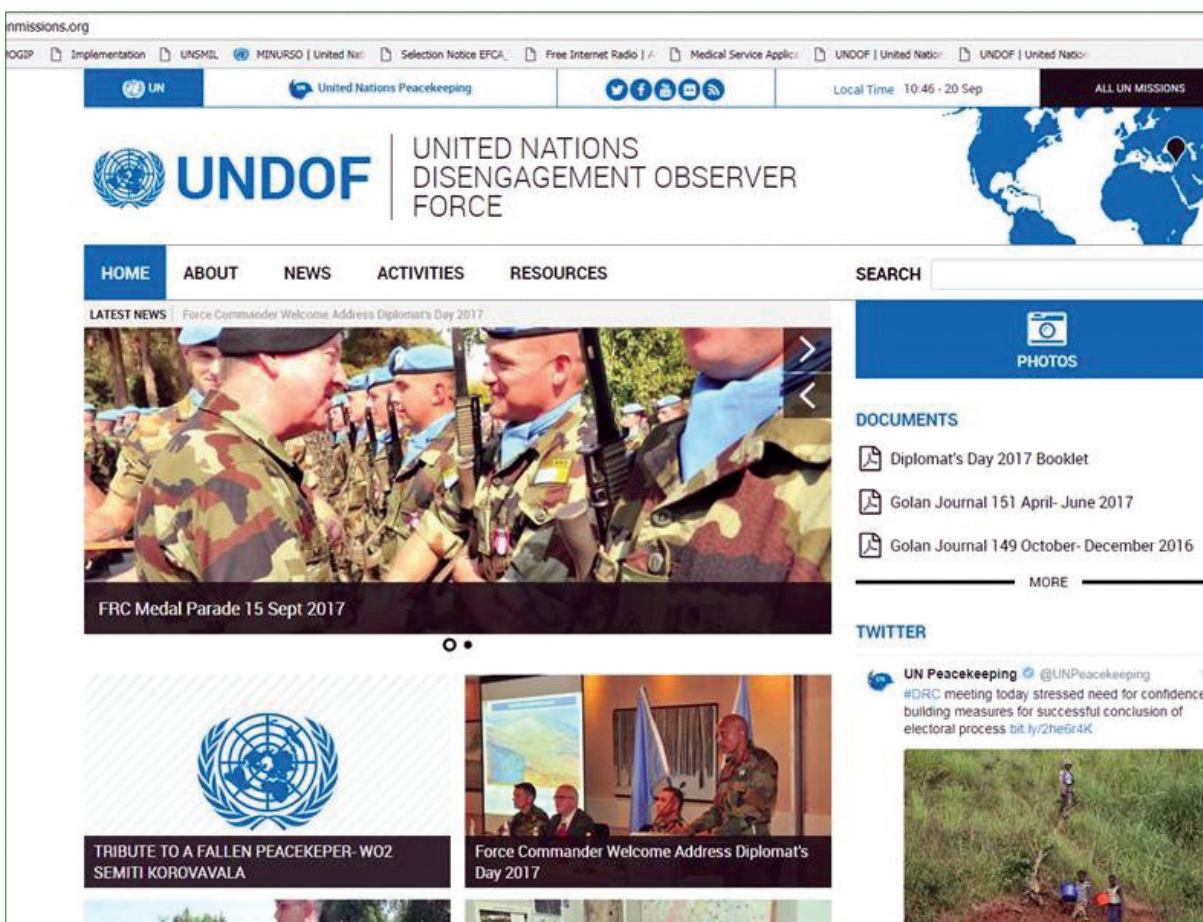 nmissions.org
OGIP Implementation UNSMIL MINURSO | United Nat Selection Notice EFCA_ Free Internet Radio | Medical Service Applic UNDOF | United Nation UNDOF | United Nation
UN United Nations Peacekeeping Local Time 10:46 - 20 Sep ALL UN MISSIONS
UNDOF
UNITED NATIONS
DISENGAGEMENT OBSERVER
FORCE
HOME ABOUT NEWS ACTIVITIES RESOURCES SEARCH
LATEST NEWS Force Commander Welcome Address Diplomat's Day 2017
FRC Medal Parade 15 Sept 2017
TRIBUTE TO A FALLEN PEACEKEPER- WO2
SEMITI KOROVAVALA
Force Commander Welcome Address Diplomat's
Day 2017
PHOTOS
DOCUMENTS
Diplomat's Day 2017 Booklet
Golan Journal 151 April- June 2017
Golan Journal 149 October- December 2016
MORE
TWITTER
UN Peacekeeping @UNPeacekeeping
#DRC meeting today stressed need for confidence
building measures for successful conclusion of
electoral process bit.ly/2he6r4K